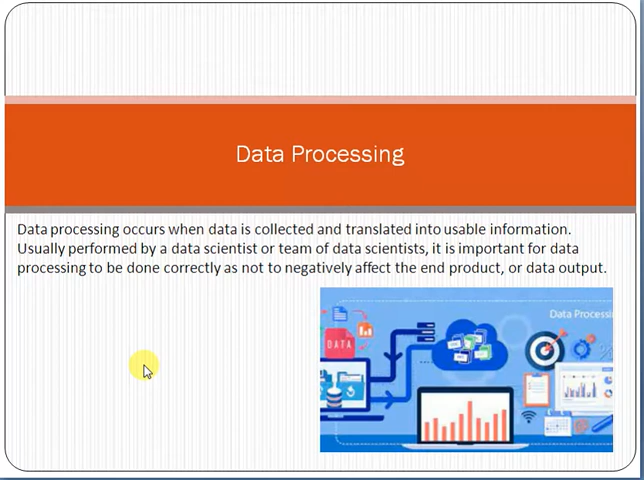 Data Processing
Data processing occurs when data is collected and translated into usable information.
Usually performed by a data scientist or team of data scientists, it is important for data
processing to be done correctly as not to negatively affect the end product, or data output.
DATA